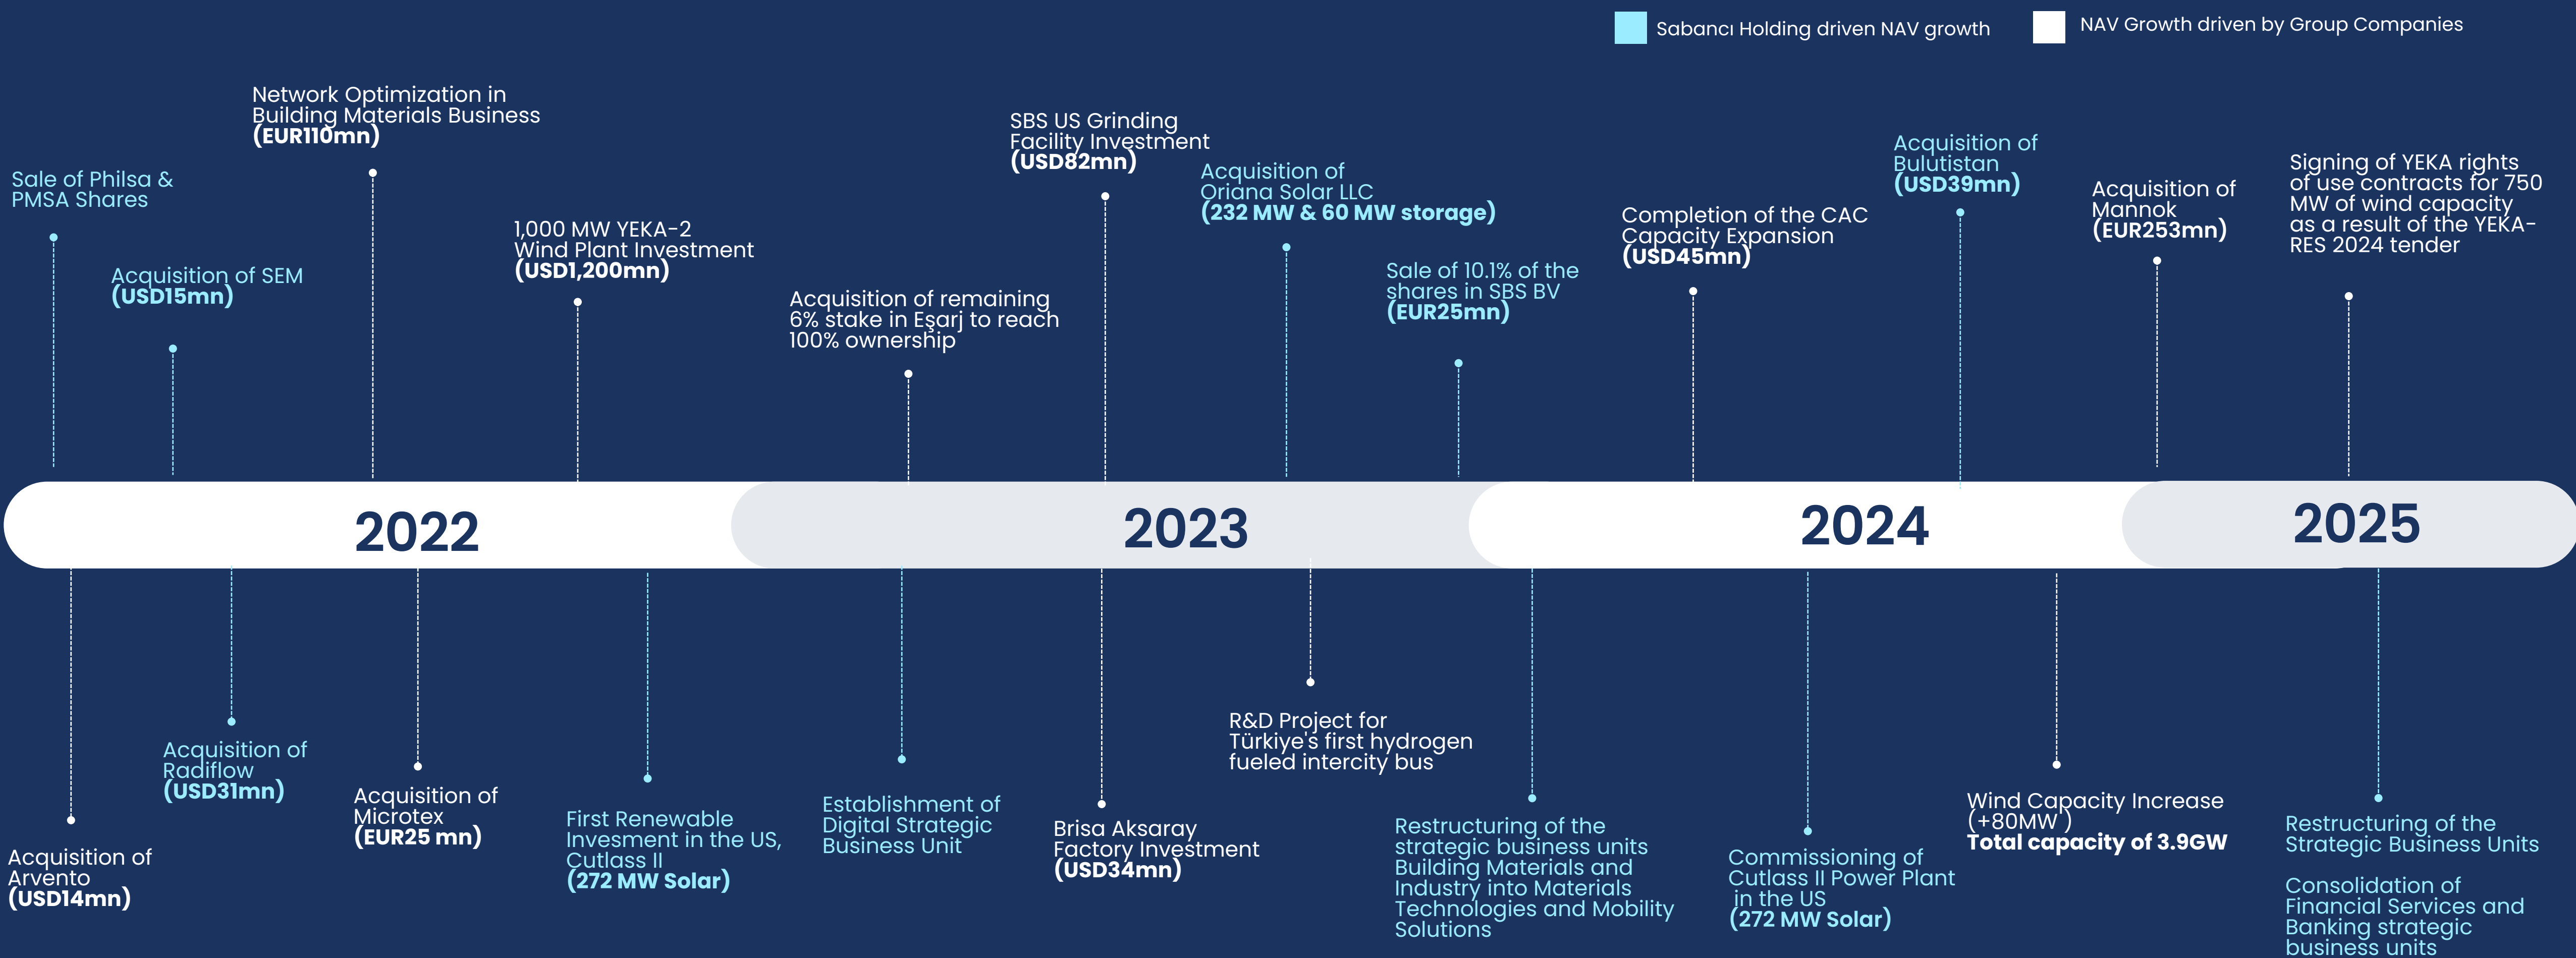 Sabancı Holding driven NAV growth
NAV Growth driven by Group Companies
Sale of Philsa &
PMSA Shares
Acquisition of SEM
(USD15mn)
Network Optimization in
Building Materials Business
(EUR110mn)
1,000 MW YEKA-2
Wind Plant Investment
(USD1,200mn)
Acquisition of remaining
6% stake in Eşarj to reach
100% ownership
SBS US Grinding
Facility Investment
(USD82mn)
Acquisition of
Oriana Solar LLC
(232 MW & 60 MW storage)
Sale of 10.1% of the
shares in SBS BV
(EUR25mn)
Completion of the CAC
Capacity Expansion
(USD45mn)
Acquisition of
Bulutistan
(USD39mn)
Acquisition of
Mannok
(EUR253mn)
Signing of YEKA rights
of use contracts for 750
MW of wind capacity
as a result of the YEKA-
RES 2024 tender
2022
2023
2024
2025
Acquisition of
Arvento
(USD14mn)
Acquisition of
Radiflow
(USD31mn)
Acquisition of
Microtex
(EUR25 mn)
First Renewable
Invesment in the US,
Cutlass II
(272 MW Solar)
Establishment of
Digital Strategic
Business Unit
Brisa Aksaray
Factory Investment
(USD34mn)
R&D Project for
Türkiye's first hydrogen
fueled intercity bus
Restructuring of the
strategic business units
Building Materials and
Industry into Materials
Technologies and Mobility
Solutions
Commissioning of
Cutlass II Power Plant
in the US
(272 MW Solar)
Wind Capacity Increase
(+80MW )
Total capacity of 3.9GW
Restructuring of the
Strategic Business Units
Consolidation of
Financial Services and
Banking strategic
business units